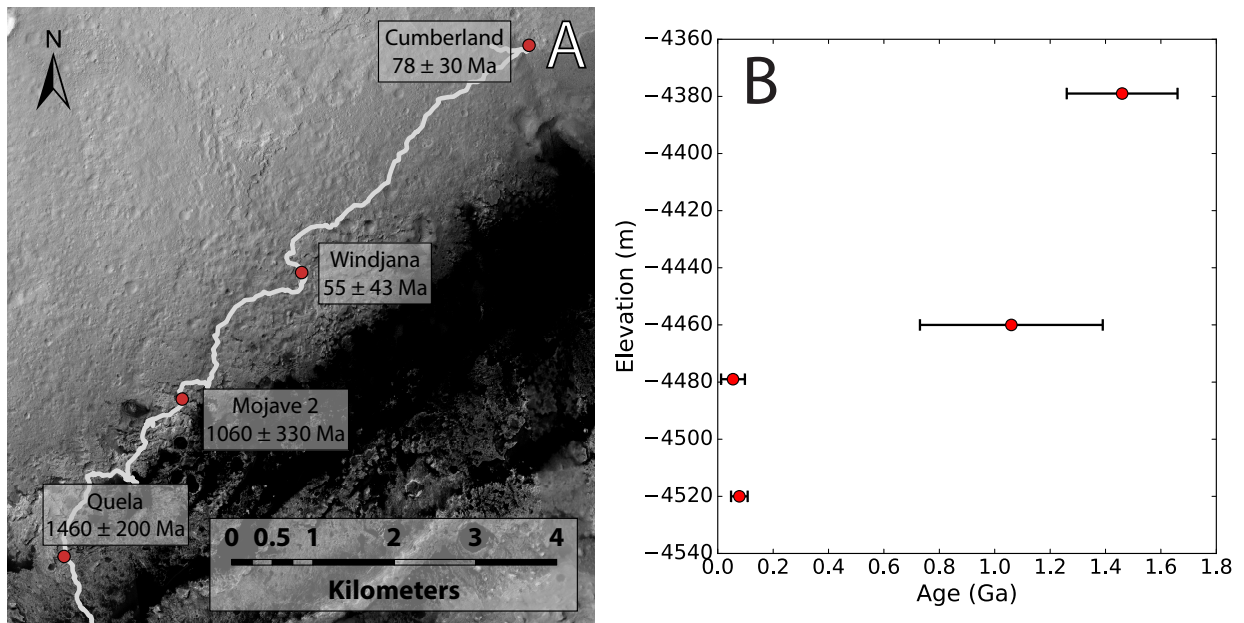 N
A
Cumberland
78 ± 30 Ma
Windjana
55 ± 43 Ma
Mojave 2
1060 ± 330 Ma
Quela
1460 ± 200 Ma
0 0.5 1 2 3 4
Kilometers
B
Elevation (m)
−4360
−4380
−4400
−4420
−4440
−4460
−4480
−4500
−4520
−4540
0.0 0.2 0.4 0.6 0.8 1.0 1.2 1.4 1.6 1.8
Age (Ga)